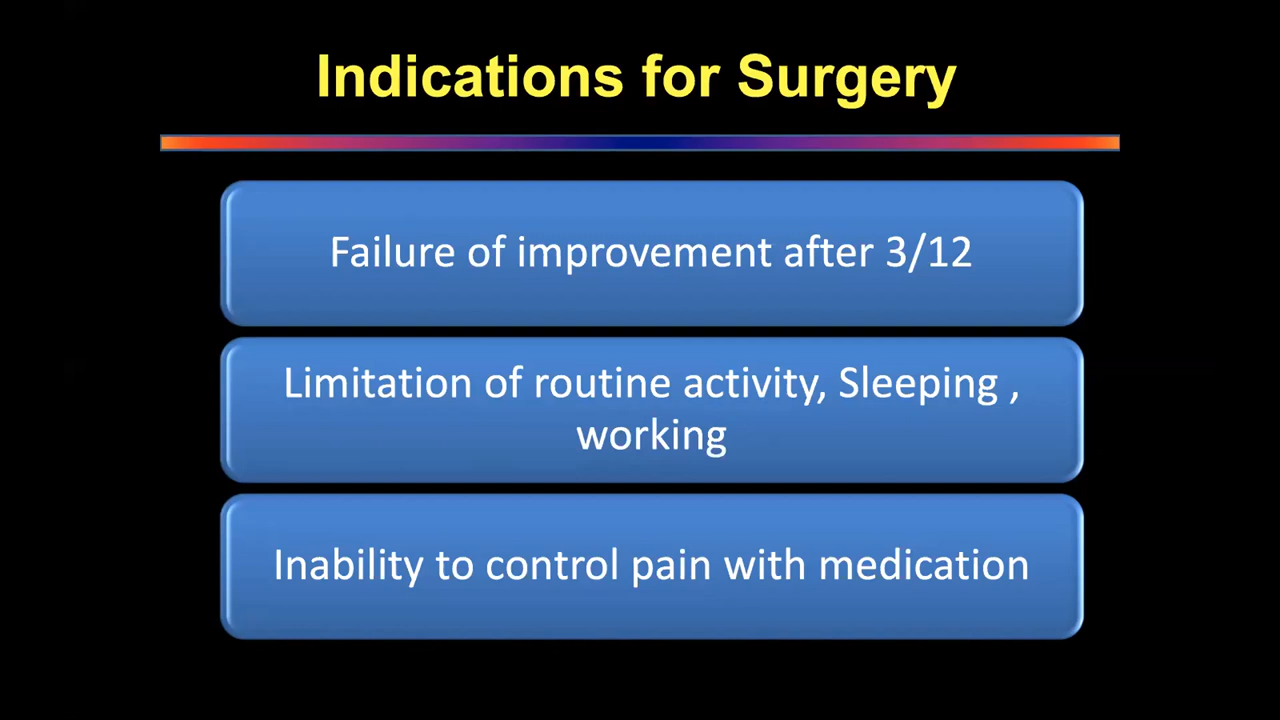 Indications for Surgery
Failure of improvement after 3/12
Limitation of routine activity, Sleeping ,
working
Inability to control pain with medication